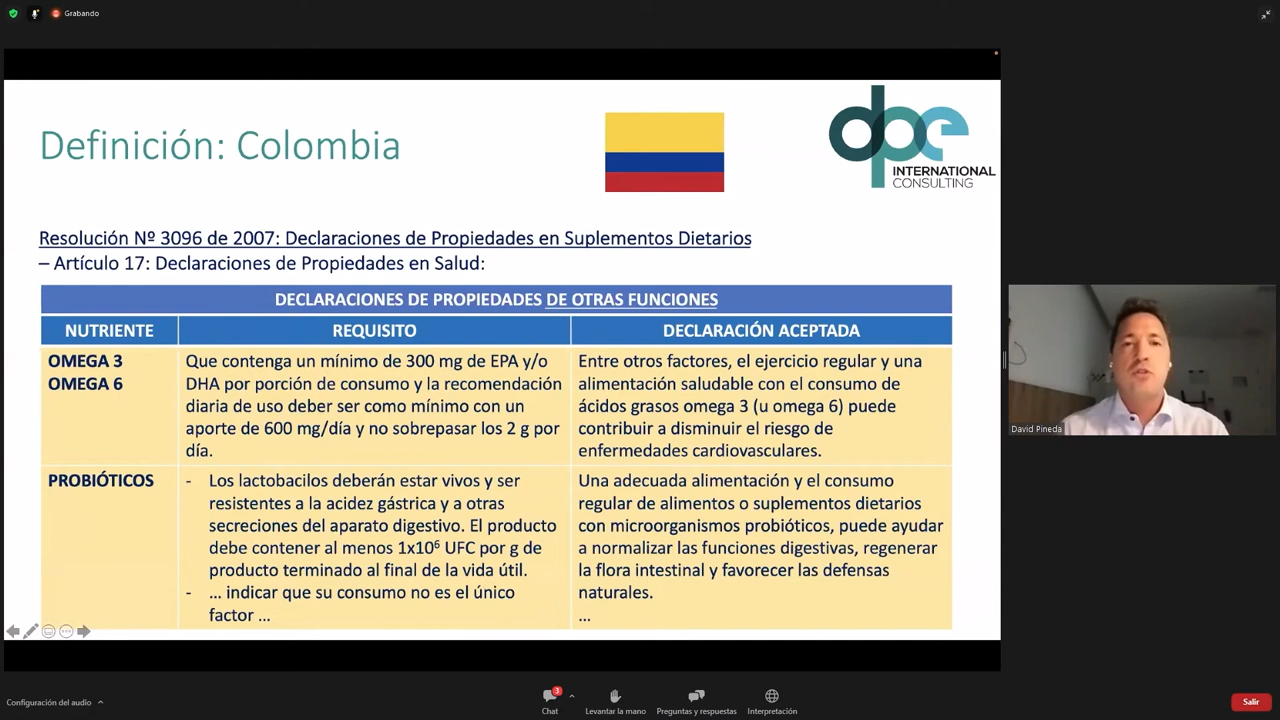 Grabando
Definición: Colombia
dpe
INTERNATIONAL
CONSULTING
Resolución Nº 3096 de 2007: Declaraciones de Propiedades en Suplementos Dietarios
– Artículo 17: Declaraciones de Propiedades en Salud:
DECLARACIONES DE PROPIEDADES DE OTRAS FUNCIONES
NUTRIENTE
REQUISITO
DECLARACIÓN ACEPTADA
OMEGA 3
OMEGA 6
Que contenga un mínimo de 300 mg de EPA y/o
DHA por porción de consumo y la recomendación
diaria de uso deber ser como mínimo con un
aporte de 600 mg/día y no sobrepasar los 2 g por
día.
Entre otros factores, el ejercicio regular y una
alimentación saludable con el consumo de
ácidos grasos omega 3 (u omega 6) puede
contribuir a disminuir el riesgo de
enfermedades cardiovasculares.
PROBIÓTICOS
- Los lactobacilos deberán estar vivos y ser
resistentes a la acidez gástrica y a otras
secreciones del aparato digestivo. El producto
debe contener al menos 1x10⁶ UFC por g de
producto terminado al final de la vida útil.
- … indicar que su consumo no es el único
factor …
Una adecuada alimentación y el consumo
regular de alimentos o suplementos dietarios
con microorganismos probióticos, puede ayudar
a normalizar las funciones digestivas, regenerar
la flora intestinal y favorecer las defensas
naturales.
…
David Pineda
Configuración del audio
3
Chat
Levantar la mano
Preguntas y respuestas
Interpretación
Salir